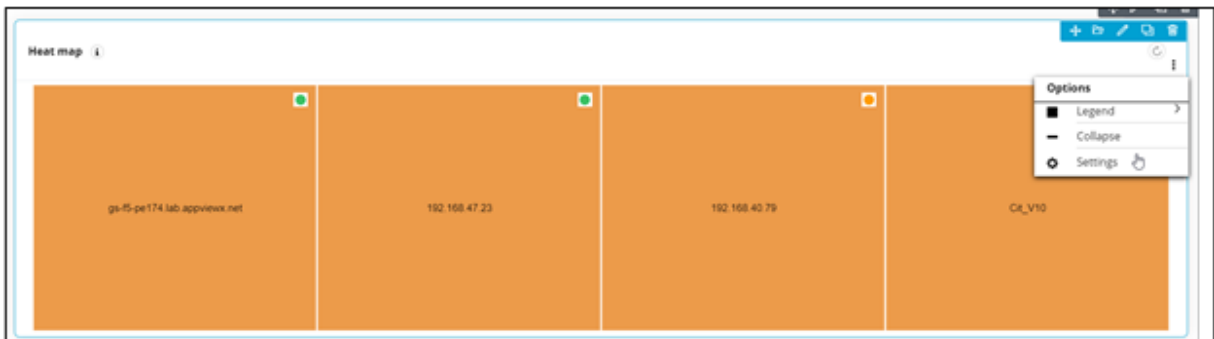 Heat map i
Options
Legend
Collapse
Settings
gs-f5-pe174.lab.appviewx.net
192.168.47.23
192.168.40.79
Cit_V10